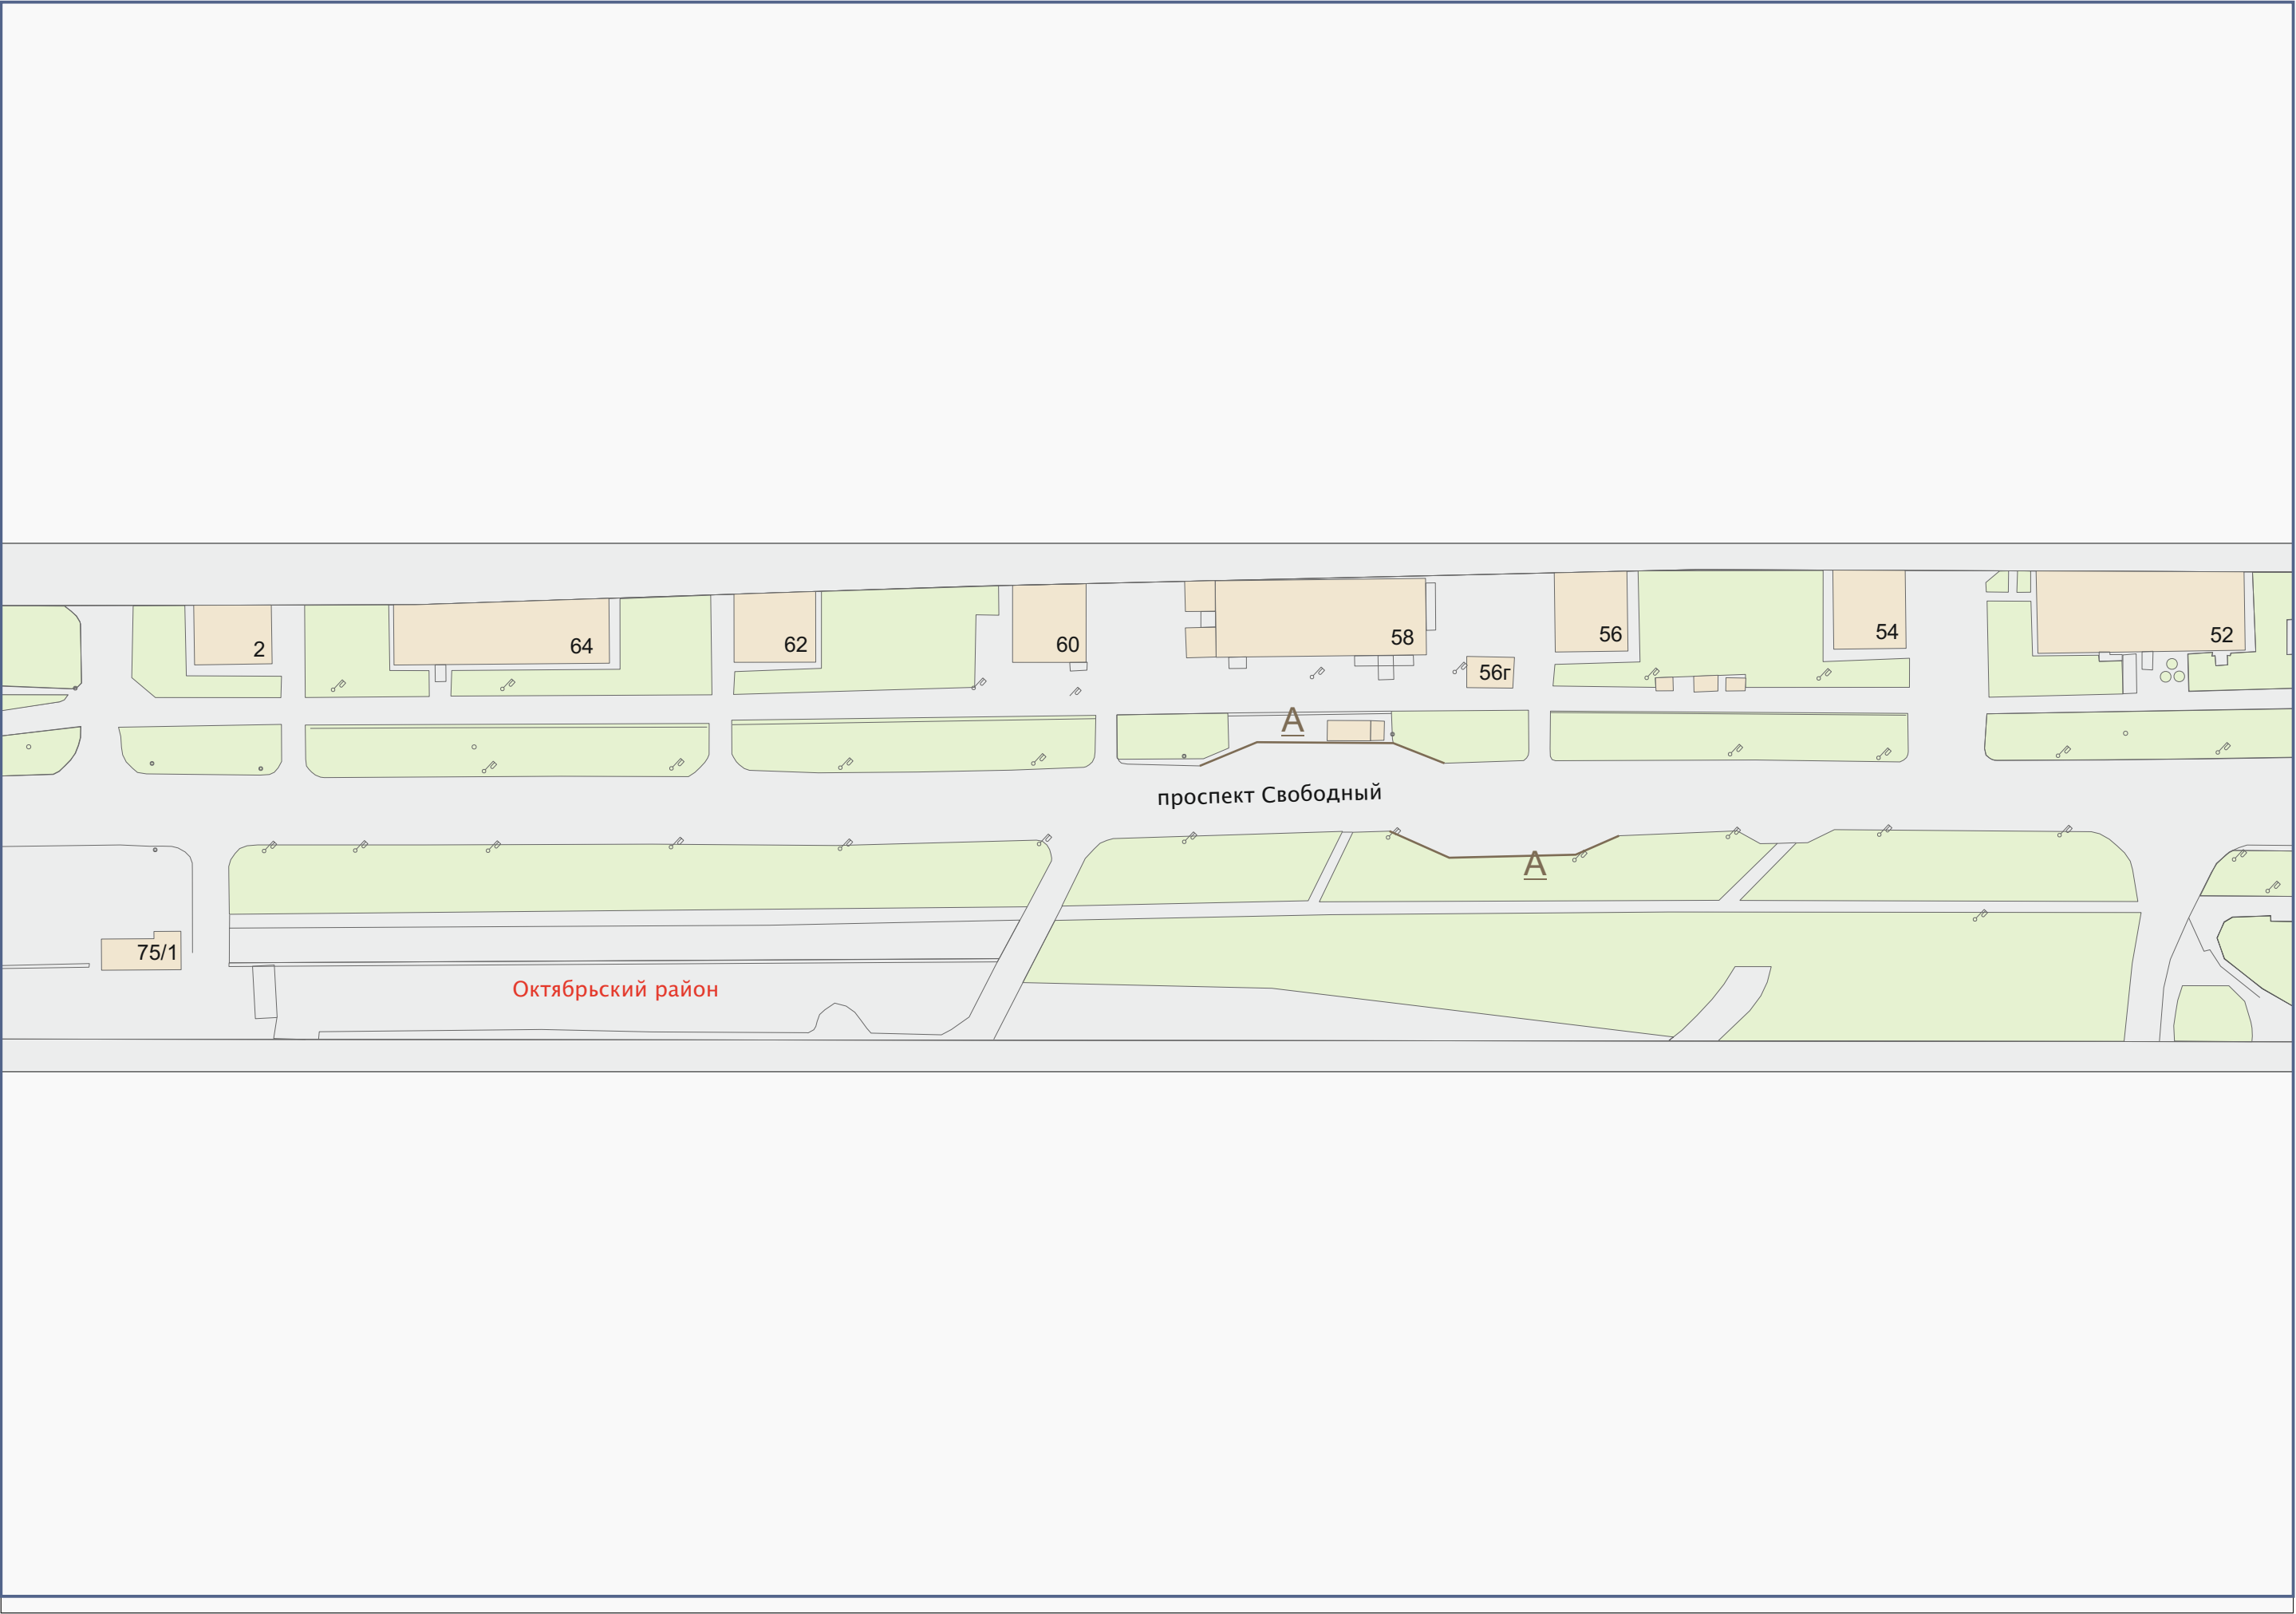 2
64
62
60
58
56г
56
54
52
А
проспект Свободный
А
75/1
Октябрьский район